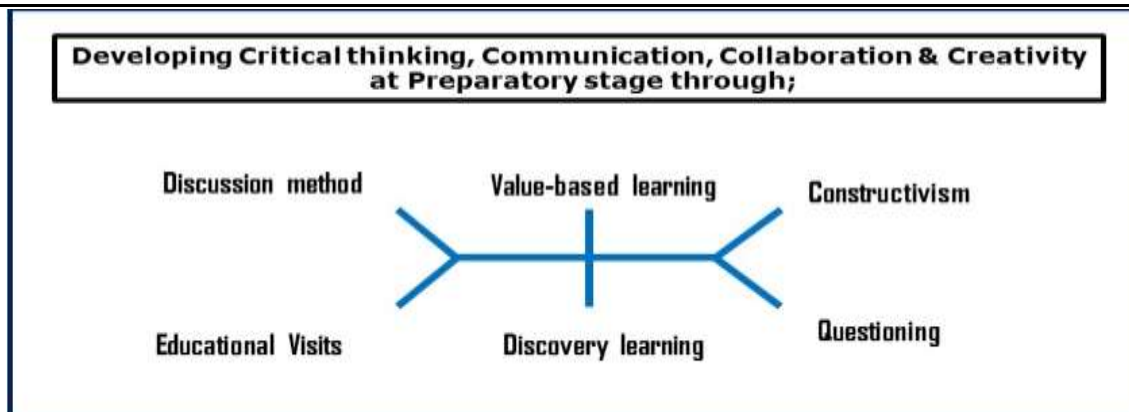 Developing Critical thinking, Communication, Collaboration & Creativity
at Preparatory stage through;
Discussion method
Value-based learning
Constructivism
Educational Visits
Discovery learning
Questioning